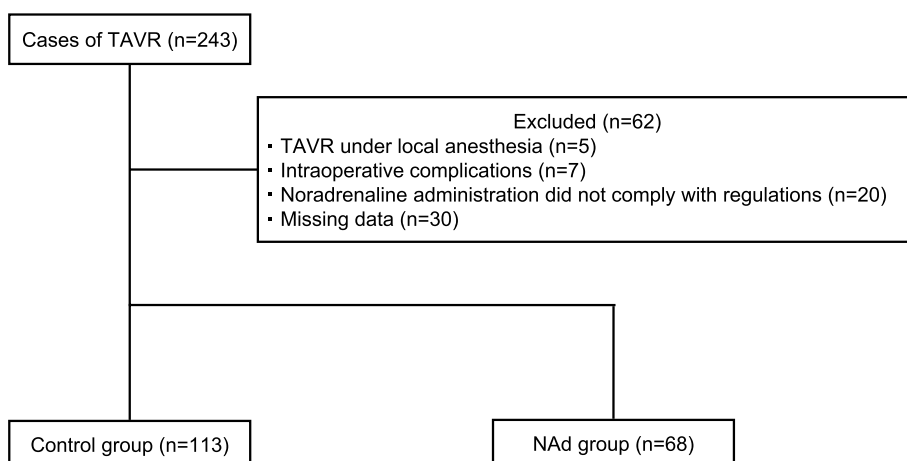 Cases of TAVR (n=243)
Excluded (n=62)
・TAVR under local anesthesia (n=5)
・Intraoperative complications (n=7)
・Noradrenaline administration did not comply with regulations (n=20)
・Missing data (n=30)
Control group (n=113)
NAd group (n=68)